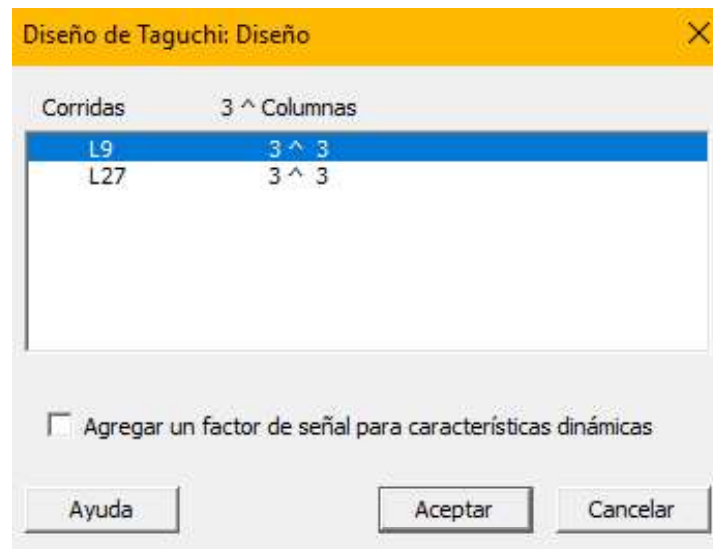 Diseño de Taguchi: Diseño
Corridas 3 ^ Columnas
L9 3 ^ 3
L27 3 ^ 3
Agregar un factor de señal para características dinámicas
Ayuda Aceptar Cancelar